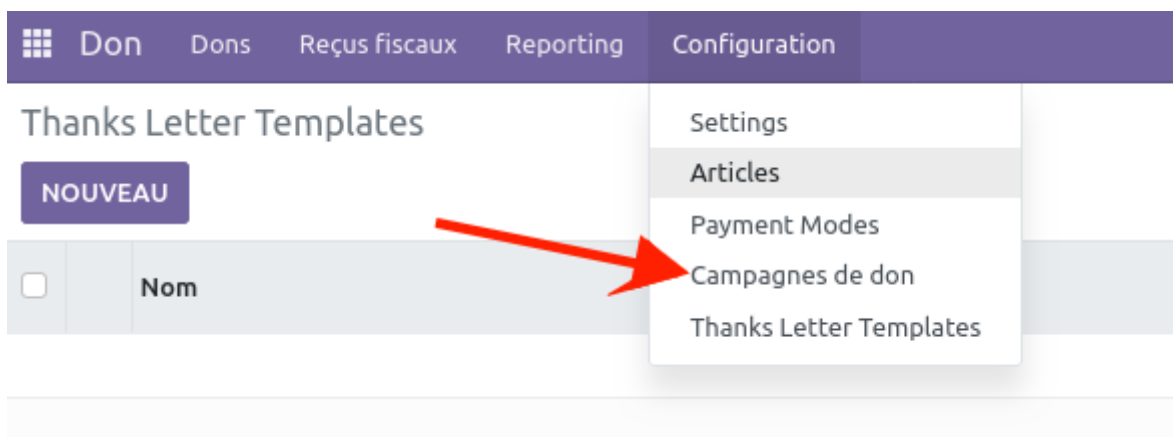 Don Dons Reçus fiscaux Reporting Configuration
Thanks Letter Templates
NOUVEAU
Nom
Settings
Articles
Payment Modes
Campagnes de don
Thanks Letter Templates